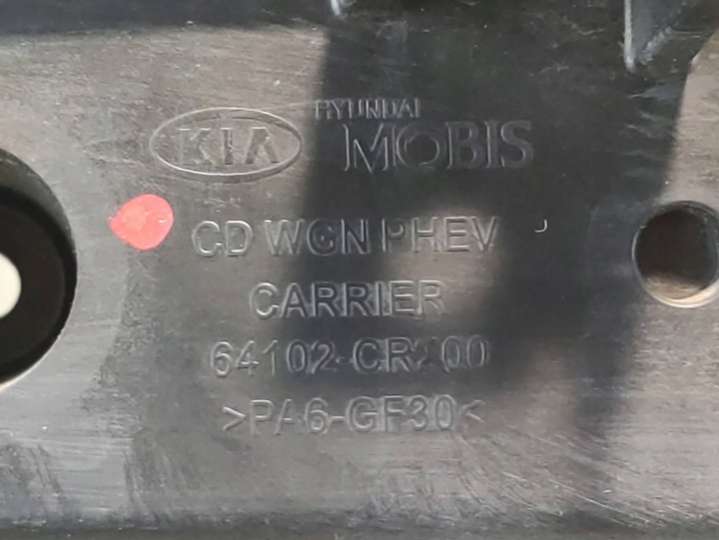 KIA HYUNDAI MOBIS
CD WGN PHEV
CARRIER
64102-CR200
>PA6-GF30<